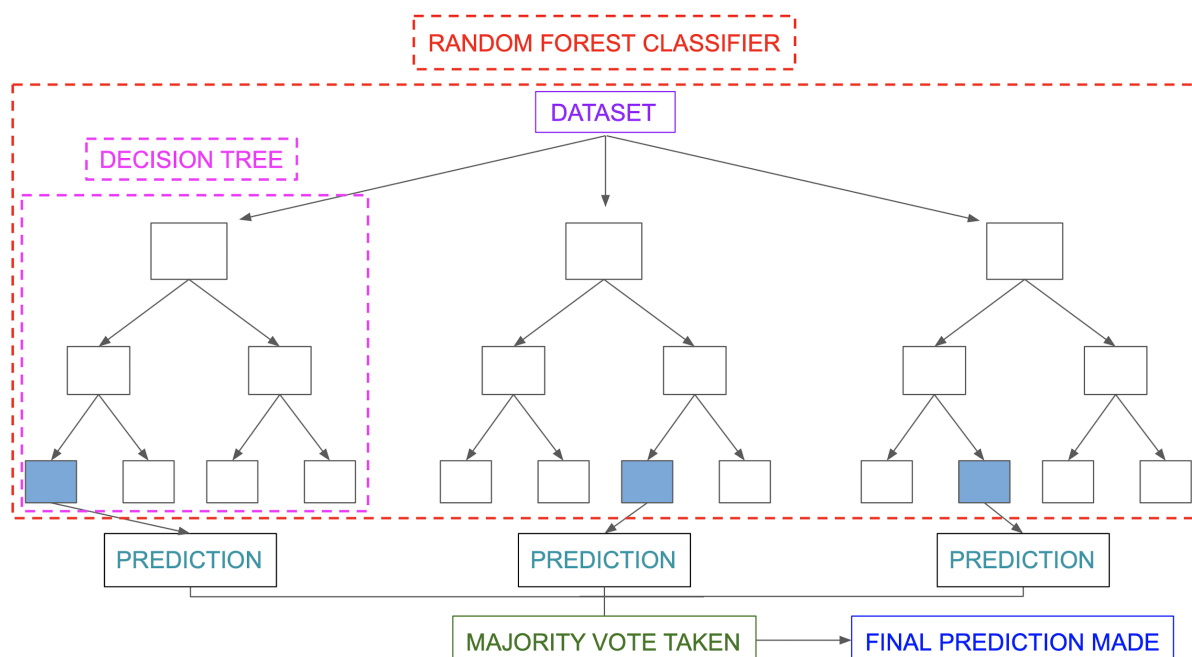 RANDOM FOREST CLASSIFIER
DATASET
DECISION TREE
PREDICTION
PREDICTION
PREDICTION
MAJORITY VOTE TAKEN
FINAL PREDICTION MADE